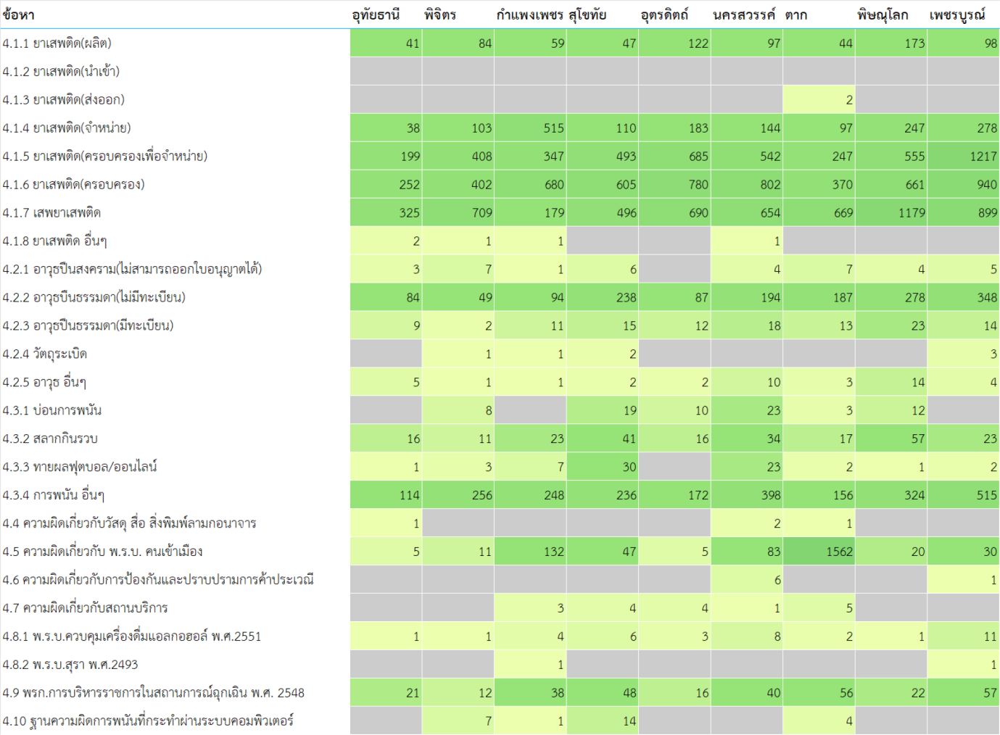 ข้อหา อุทัยธานี พิจิตร กำแพงเพชร สุโขทัย อุตรดิตถ์ นครสวรรค์ ตาก พิษณุโลก เพชรบูรณ์
4.1.1 ยาเสพติด(ผลิต) 41 84 59 47 122 97 44 173 98
4.1.2 ยาเสพติด(นำเข้า)
4.1.3 ยาเสพติด(ส่งออก) 2
4.1.4 ยาเสพติด(จำหน่าย) 38 103 515 110 183 144 97 247 278
4.1.5 ยาเสพติด(ครอบครองเพื่อจำหน่าย) 199 408 347 493 685 542 247 555 1217
4.1.6 ยาเสพติด(ครอบครอง) 252 402 680 605 780 802 370 661 940
4.1.7 เสพยาเสพติด 325 709 179 496 690 654 669 1179 899
4.1.8 ยาเสพติด อื่นๆ 2 1 1 1
4.2.1 อาวุธปืนสงคราม(ไม่สามารถออกใบอนุญาตได้) 3 7 1 6 4 7 4 5
4.2.2 อาวุธปืนธรรมดา(ไม่มีทะเบียน) 84 49 94 238 87 194 187 278 348
4.2.3 อาวุธปืนธรรมดา(มีทะเบียน) 9 2 11 15 12 18 13 23 14
4.2.4 วัตถุระเบิด 1 1 2 3
4.2.5 อาวุธ อื่นๆ 5 1 1 2 2 10 3 14 4
4.3.1 บ่อนการพนัน 8 19 10 23 3 12
4.3.2 สลากกินรวบ 16 11 23 41 16 34 17 57 23
4.3.3 ทายผลฟุตบอล/ออนไลน์ 1 3 7 30 23 2 1 2
4.3.4 การพนัน อื่นๆ 114 256 248 236 172 398 156 324 515
4.4 ความผิดเกี่ยวกับวัสดุ สื่อ สิ่งพิมพ์ลามกอนาจาร 1 2 1
4.5 ความผิดเกี่ยวกับ พ.ร.บ. คนเข้าเมือง 5 11 132 47 5 83 1562 20 30
4.6 ความผิดเกี่ยวกับการป้องกันและปราบปรามการค้าประเวณี 6 1
4.7 ความผิดเกี่ยวกับสถานบริการ 3 4 4 1 5
4.8.1 พ.ร.บ.ควบคุมเครื่องดื่มแอลกอฮอล์ พ.ศ.2551 1 1 4 6 3 8 2 1 11
4.8.2 พ.ร.บ.สุรา พ.ศ.2493 1 1
4.9 พรก.การบริหารราชการในสถานการณ์ฉุกเฉิน พ.ศ. 2548 21 12 38 48 16 40 56 22 57
4.10 ฐานความผิดการพนันที่กระทำผ่านระบบคอมพิวเตอร์ 7 1 14 4